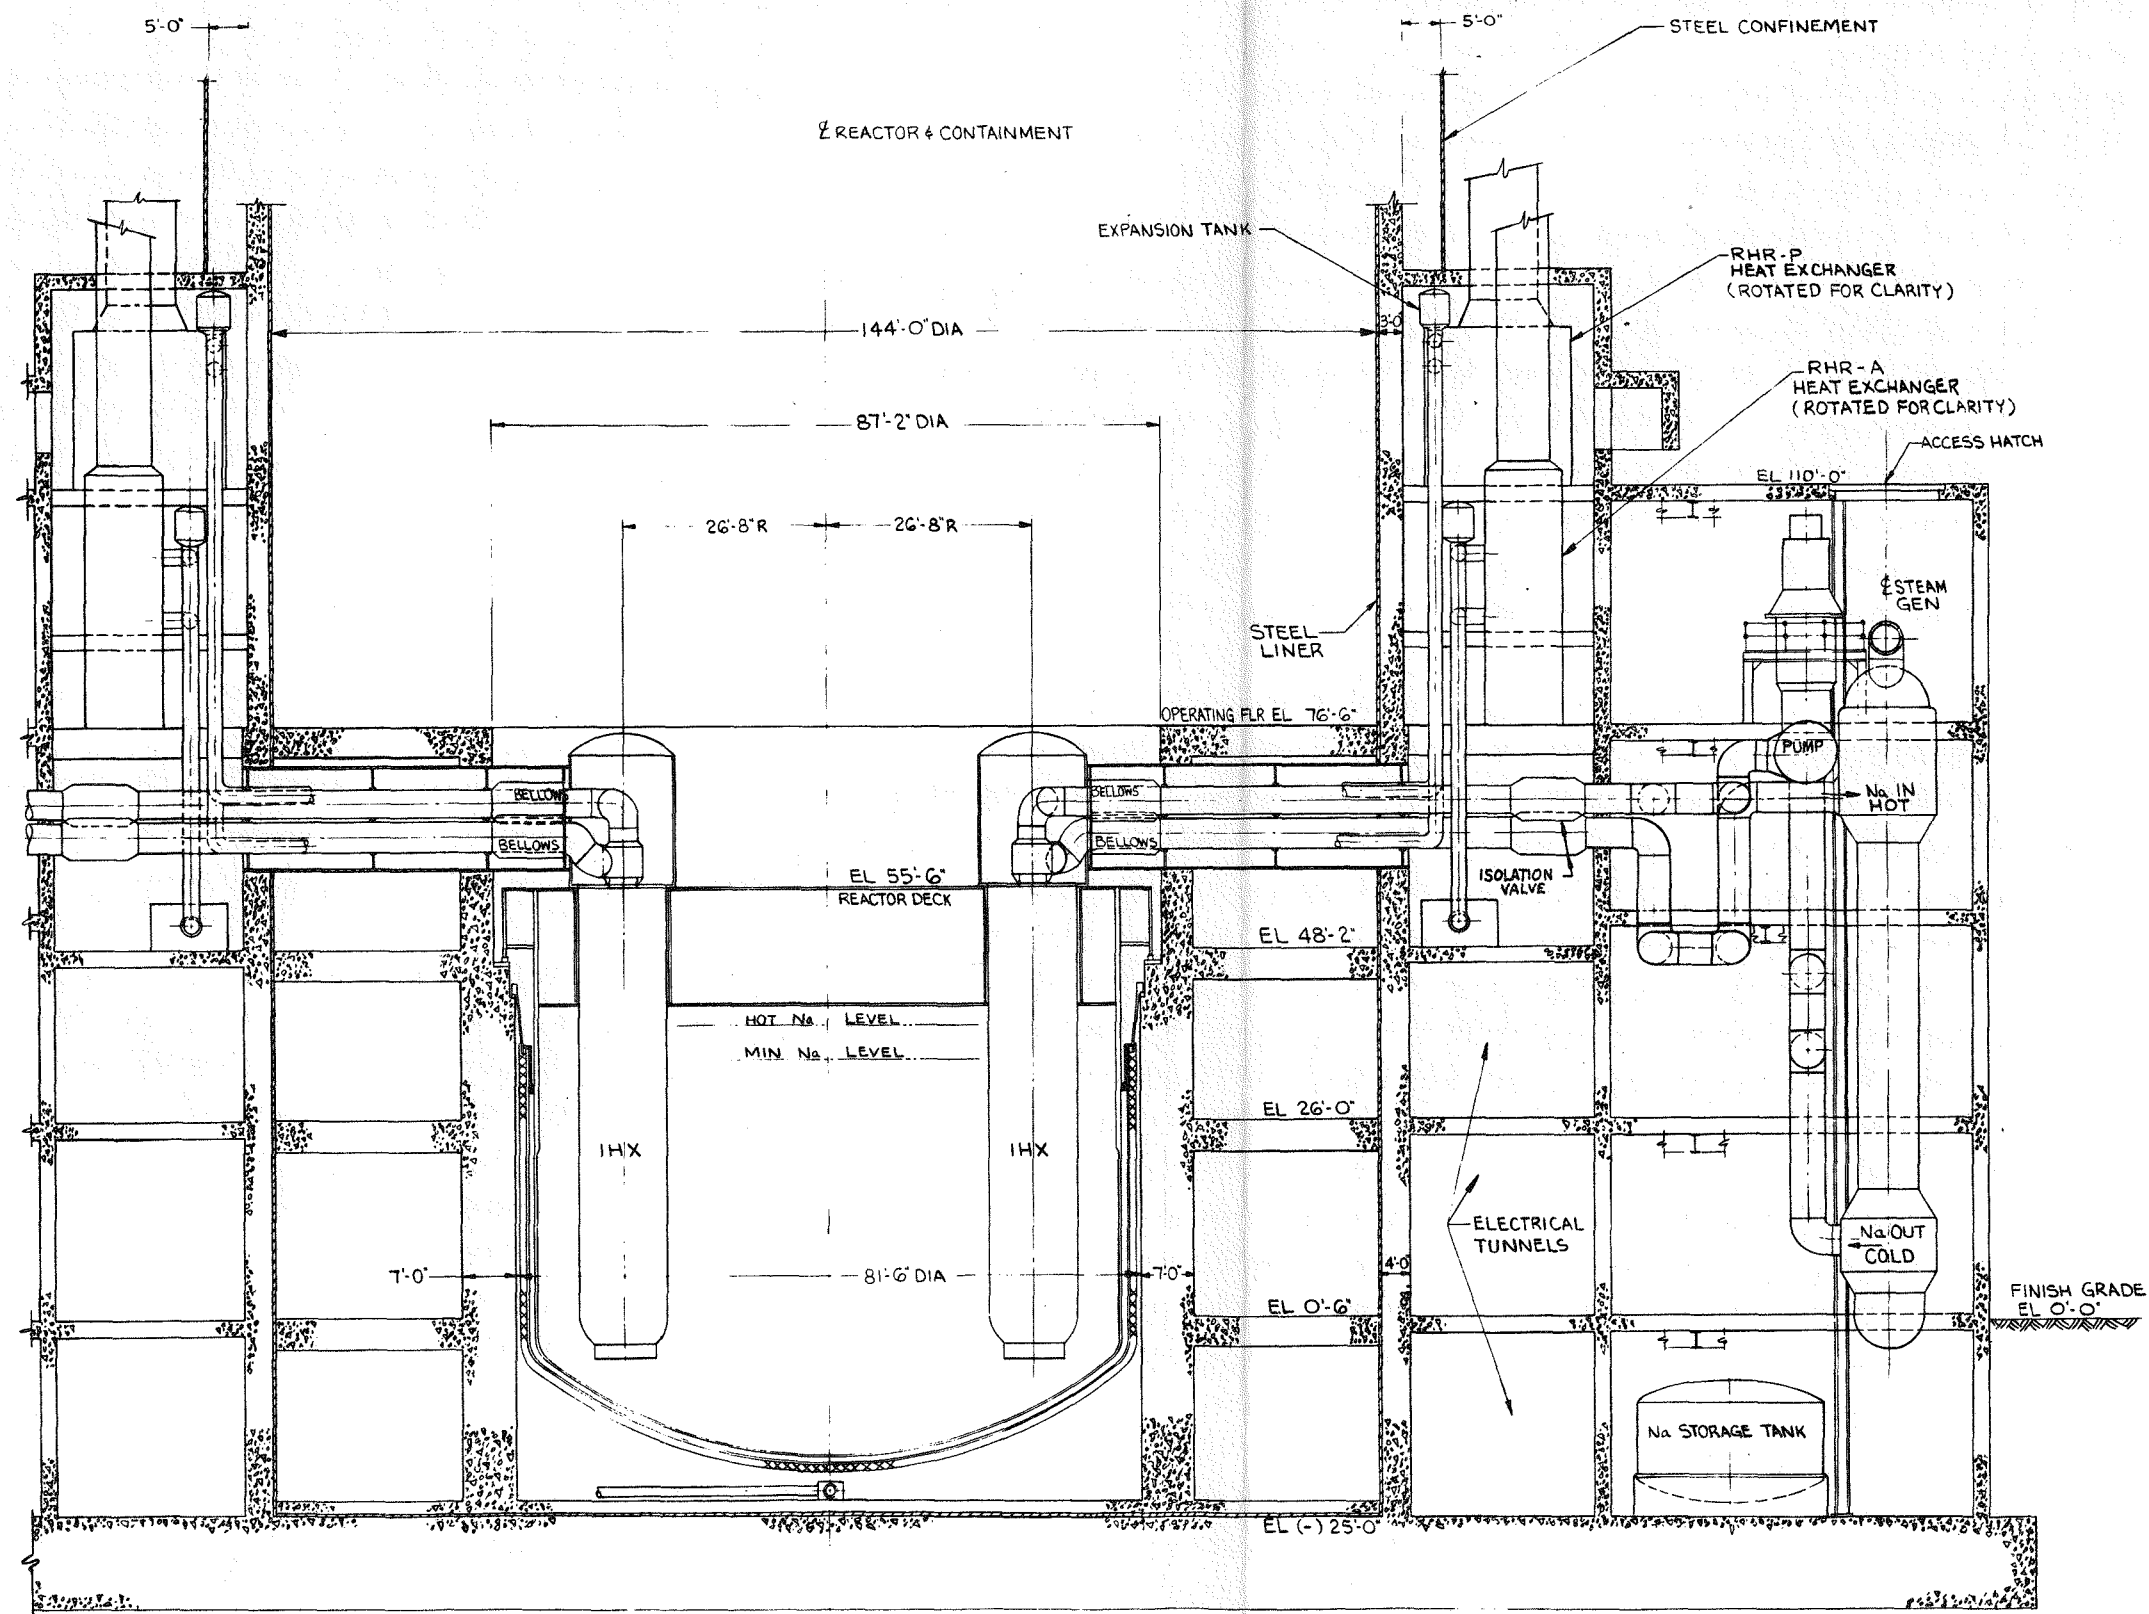 5'-0"
5'-0"
STEEL CONFINEMENT
℄ REACTOR & CONTAINMENT
EXPANSION TANK
RHR-P
HEAT EXCHANGER
(ROTATED FOR CLARITY)
144'-0" DIA
3'-0
RHR-A
HEAT EXCHANGER
(ROTATED FOR CLARITY)
87'-2" DIA
ACCESS HATCH
EL 110'-0"
26'-8"R
26'-8"R
℄ STEAM
GEN
STEEL
LINER
OPERATING FLR EL 76'-6"
PUMP
BELLOWS
BELLOWS
Na IN
HOT
BELLOWS
BELLOWS
EL 55'-6"
REACTOR DECK
ISOLATION
VALVE
EL 48'-2"
HOT Na LEVEL
MIN Na LEVEL
EL 26'-0"
IHX
IHX
ELECTRICAL
TUNNELS
Na OUT
COLD
7'-0"
81'-6" DIA
7'0"
4'-0
EL 0'-6"
FINISH GRADE
EL 0'-0"
Na STORAGE TANK
EL (-) 25'-0"